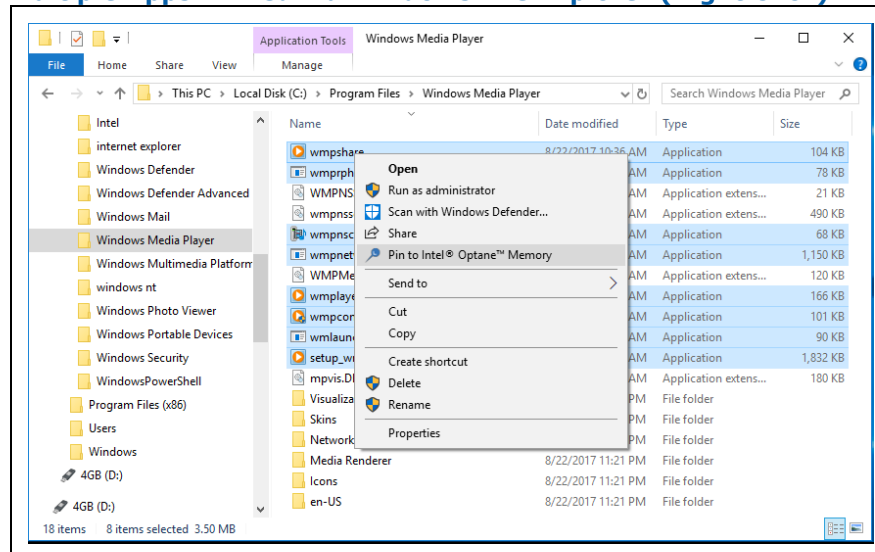 Application Tools Windows Media Player
File Home Share View Manage
This PC › Local Disk (C:) › Program Files › Windows Media Player Search Windows Media Player
Intel
internet explorer
Windows Defender
Windows Defender Advanced
Windows Mail
Windows Media Player
Windows Multimedia Platform
windows nt
Windows Photo Viewer
Windows Portable Devices
Windows Security
WindowsPowerShell
Program Files (x86)
Users
Windows
4GB (D:)
4GB (D:)
Name Date modified Type Size
wmpshare 8/22/2017 10:36 AM Application 104 KB
wmprph AM Application 78 KB
WMPNS AM Application extens... 21 KB
wmpnss AM Application extens... 490 KB
wmpnsc AM Application 68 KB
wmpnet AM Application 1,150 KB
WMPMe AM Application extens... 120 KB
wmplaye AM Application 166 KB
wmpcon AM Application 101 KB
wmlaun AM Application 90 KB
setup_w AM Application 1,832 KB
mpvis.D AM Application extens... 180 KB
Visualiza PM File folder
Skins PM File folder
Network PM File folder
Media Renderer 8/22/2017 11:21 PM File folder
Icons 8/22/2017 11:21 PM File folder
en-US 8/22/2017 11:21 PM File folder
Open
Run as administrator
Scan with Windows Defender...
Share
Pin to Intel® Optane™ Memory
Send to
Cut
Copy
Create shortcut
Delete
Rename
Properties
18 items 8 items selected 3.50 MB